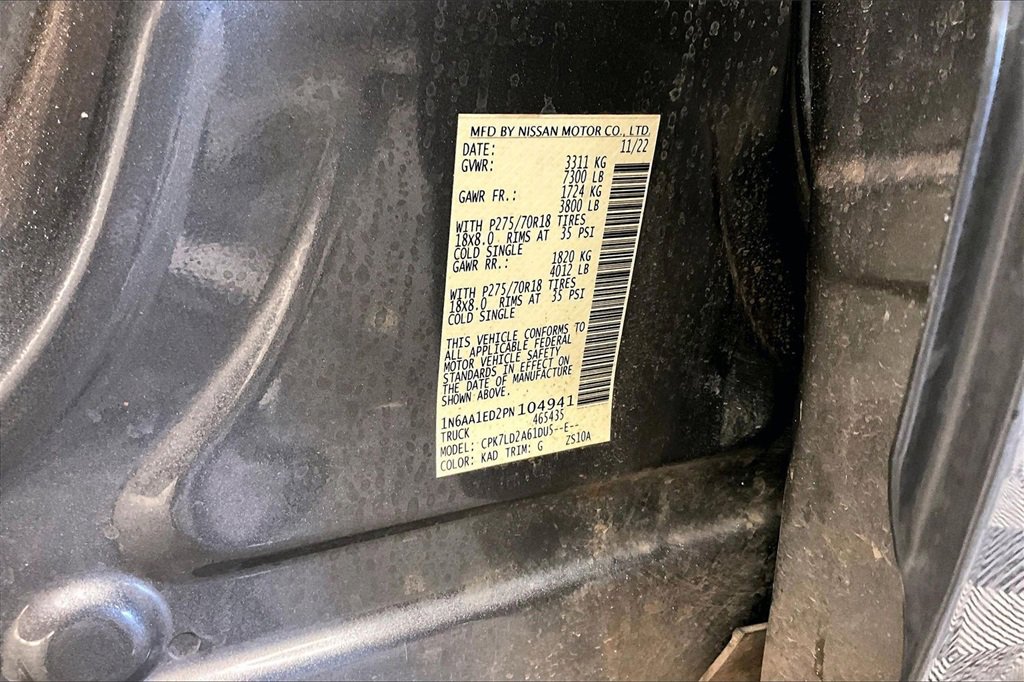 MFD BY NISSAN MOTOR CO., LTD.
DATE: 11/22
GVWR: 3311 KG
7300 LB
GAWR FR.: 1724 KG
3800 LB
WITH P275/70R18 TIRES
18X8.0 RIMS AT 35 PSI
COLD SINGLE
GAWR RR.: 1820 KG
4012 LB
WITH P275/70R18 TIRES
18X8.0 RIMS AT 35 PSI
COLD SINGLE
THIS VEHICLE CONFORMS TO
ALL APPLICABLE FEDERAL
MOTOR VEHICLE SAFETY
STANDARDS IN EFFECT ON
THE DATE OF MANUFACTURE
SHOWN ABOVE.
1N6AA1ED2PN104941
TRUCK 465435
MODEL: CPK7LD2A61DUS--E--
COLOR: KAD TRIM: G ZS10A